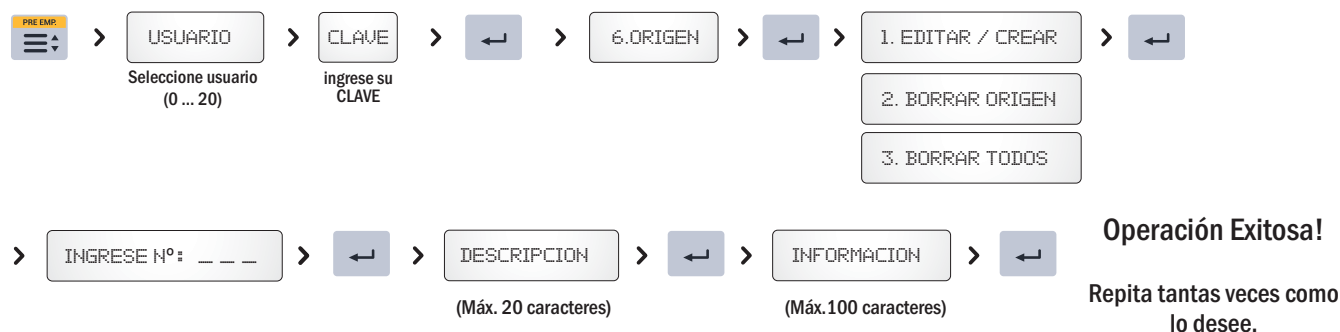 PRE EMP.
USUARIO
CLAVE
6.ORIGEN
1. EDITAR / CREAR
Seleccione usuario
(0 ... 20)
ingrese su
CLAVE
2. BORRAR ORIGEN
3. BORRAR TODOS
INGRESE Nº: _ _ _
DESCRIPCION
(Máx. 20 caracteres)
INFORMACION
(Máx.100 caracteres)
Operación Exitosa!
Repita tantas veces como
lo desee.